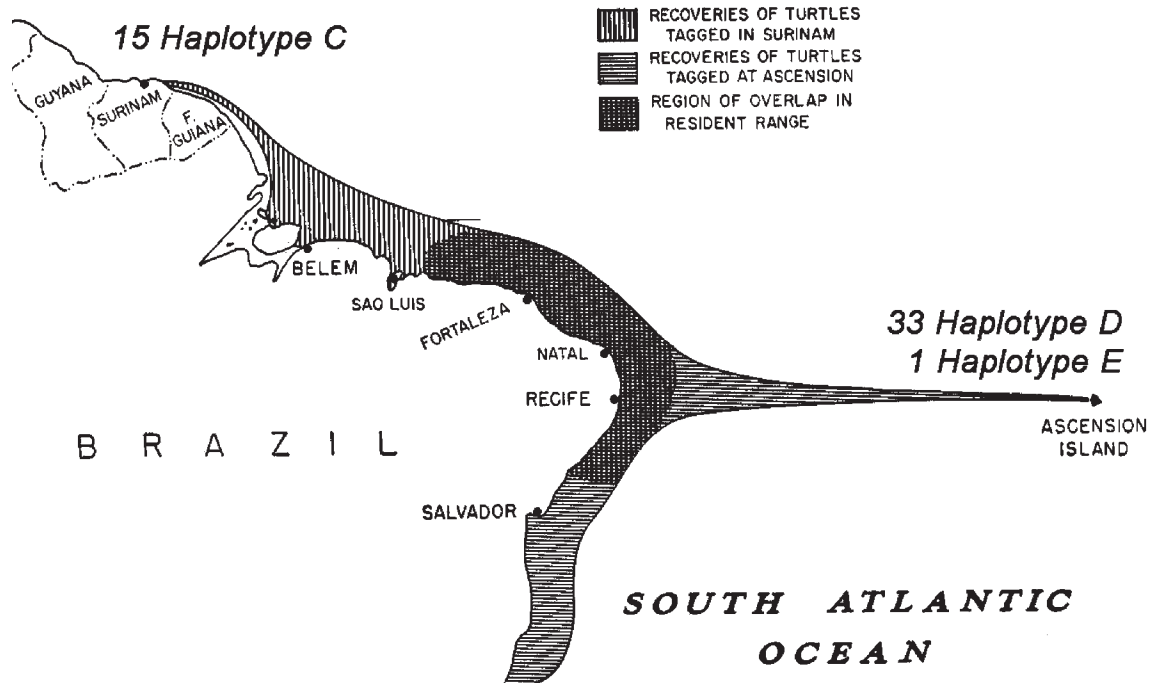 15 Haplotype C
RECOVERIES OF TURTLES
TAGGED IN SURINAM
RECOVERIES OF TURTLES
TAGGED AT ASCENSION
REGION OF OVERLAP IN
RESIDENT RANGE
GUYANA
SURINAM
F.
GUIANA
BELEM
SAO LUIS
FORTALEZA
33 Haplotype D
1 Haplotype E
NATAL
RECIFE
ASCENSION
ISLAND
BRAZIL
SALVADOR
SOUTH ATLANTIC
OCEAN